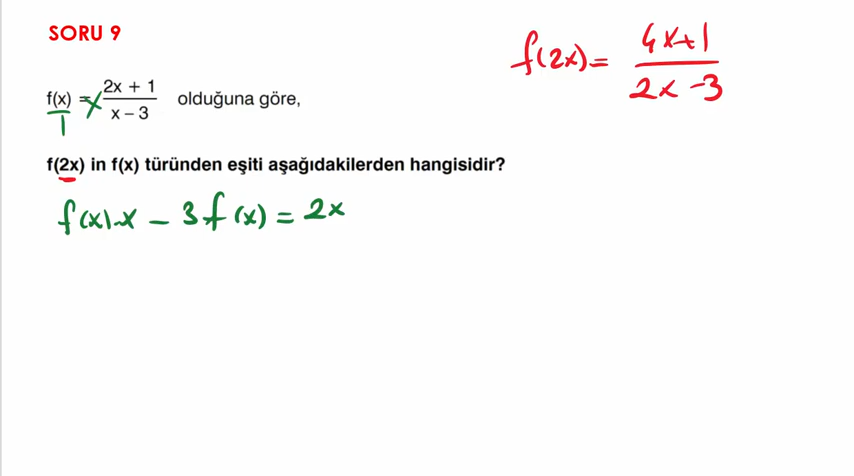 SORU 9
f(2x) = 4x+1 / 2x - 3
f(x) = 2x + 1 / x – 3 olduğuna göre,
1
f(2x) in f(x) türünden eşiti aşağıdakilerden hangisidir?
f(x).x - 3f(x) = 2x